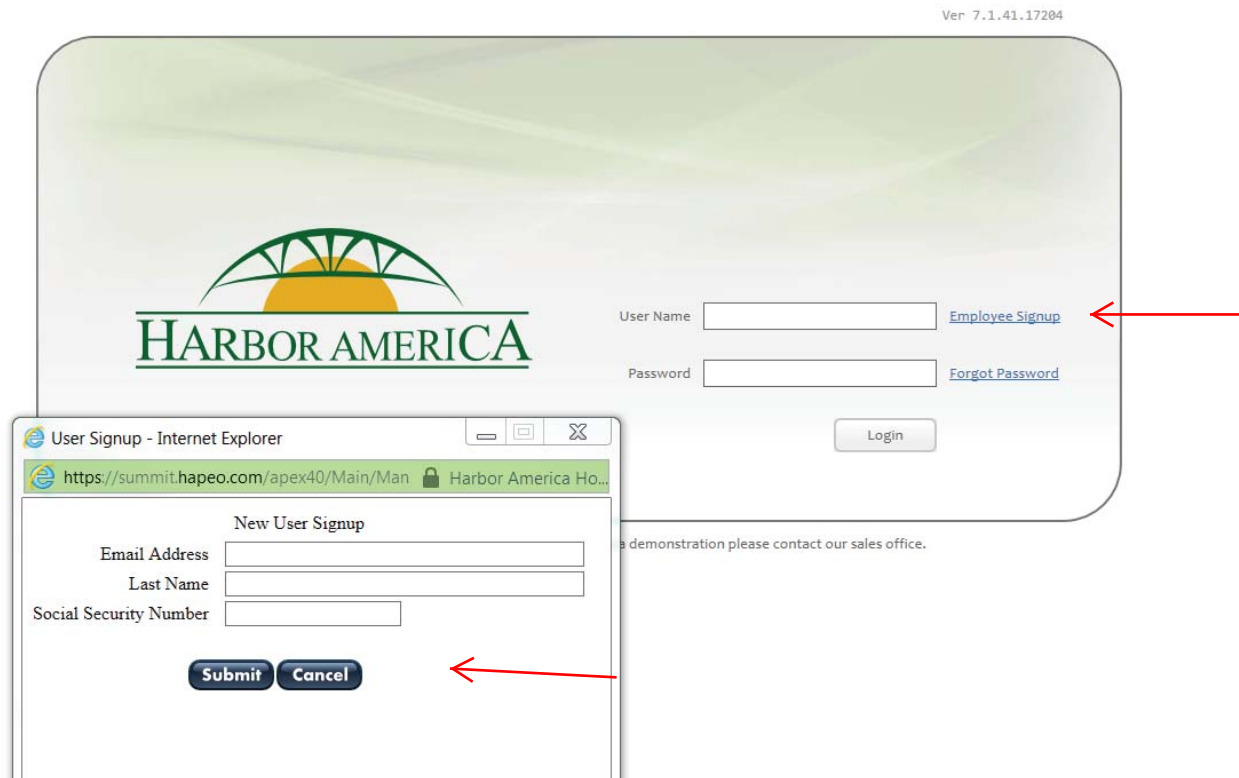 Ver 7.1.41.17204
HARBOR AMERICA
User Name
Employee Signup
Password
Forgot Password
Login
User Signup - Internet Explorer
https://summit.hapeo.com/apex40/Main/Man
Harbor America Ho...
New User Signup
Email Address
Last Name
Social Security Number
Submit
Cancel
a demonstration please contact our sales office.